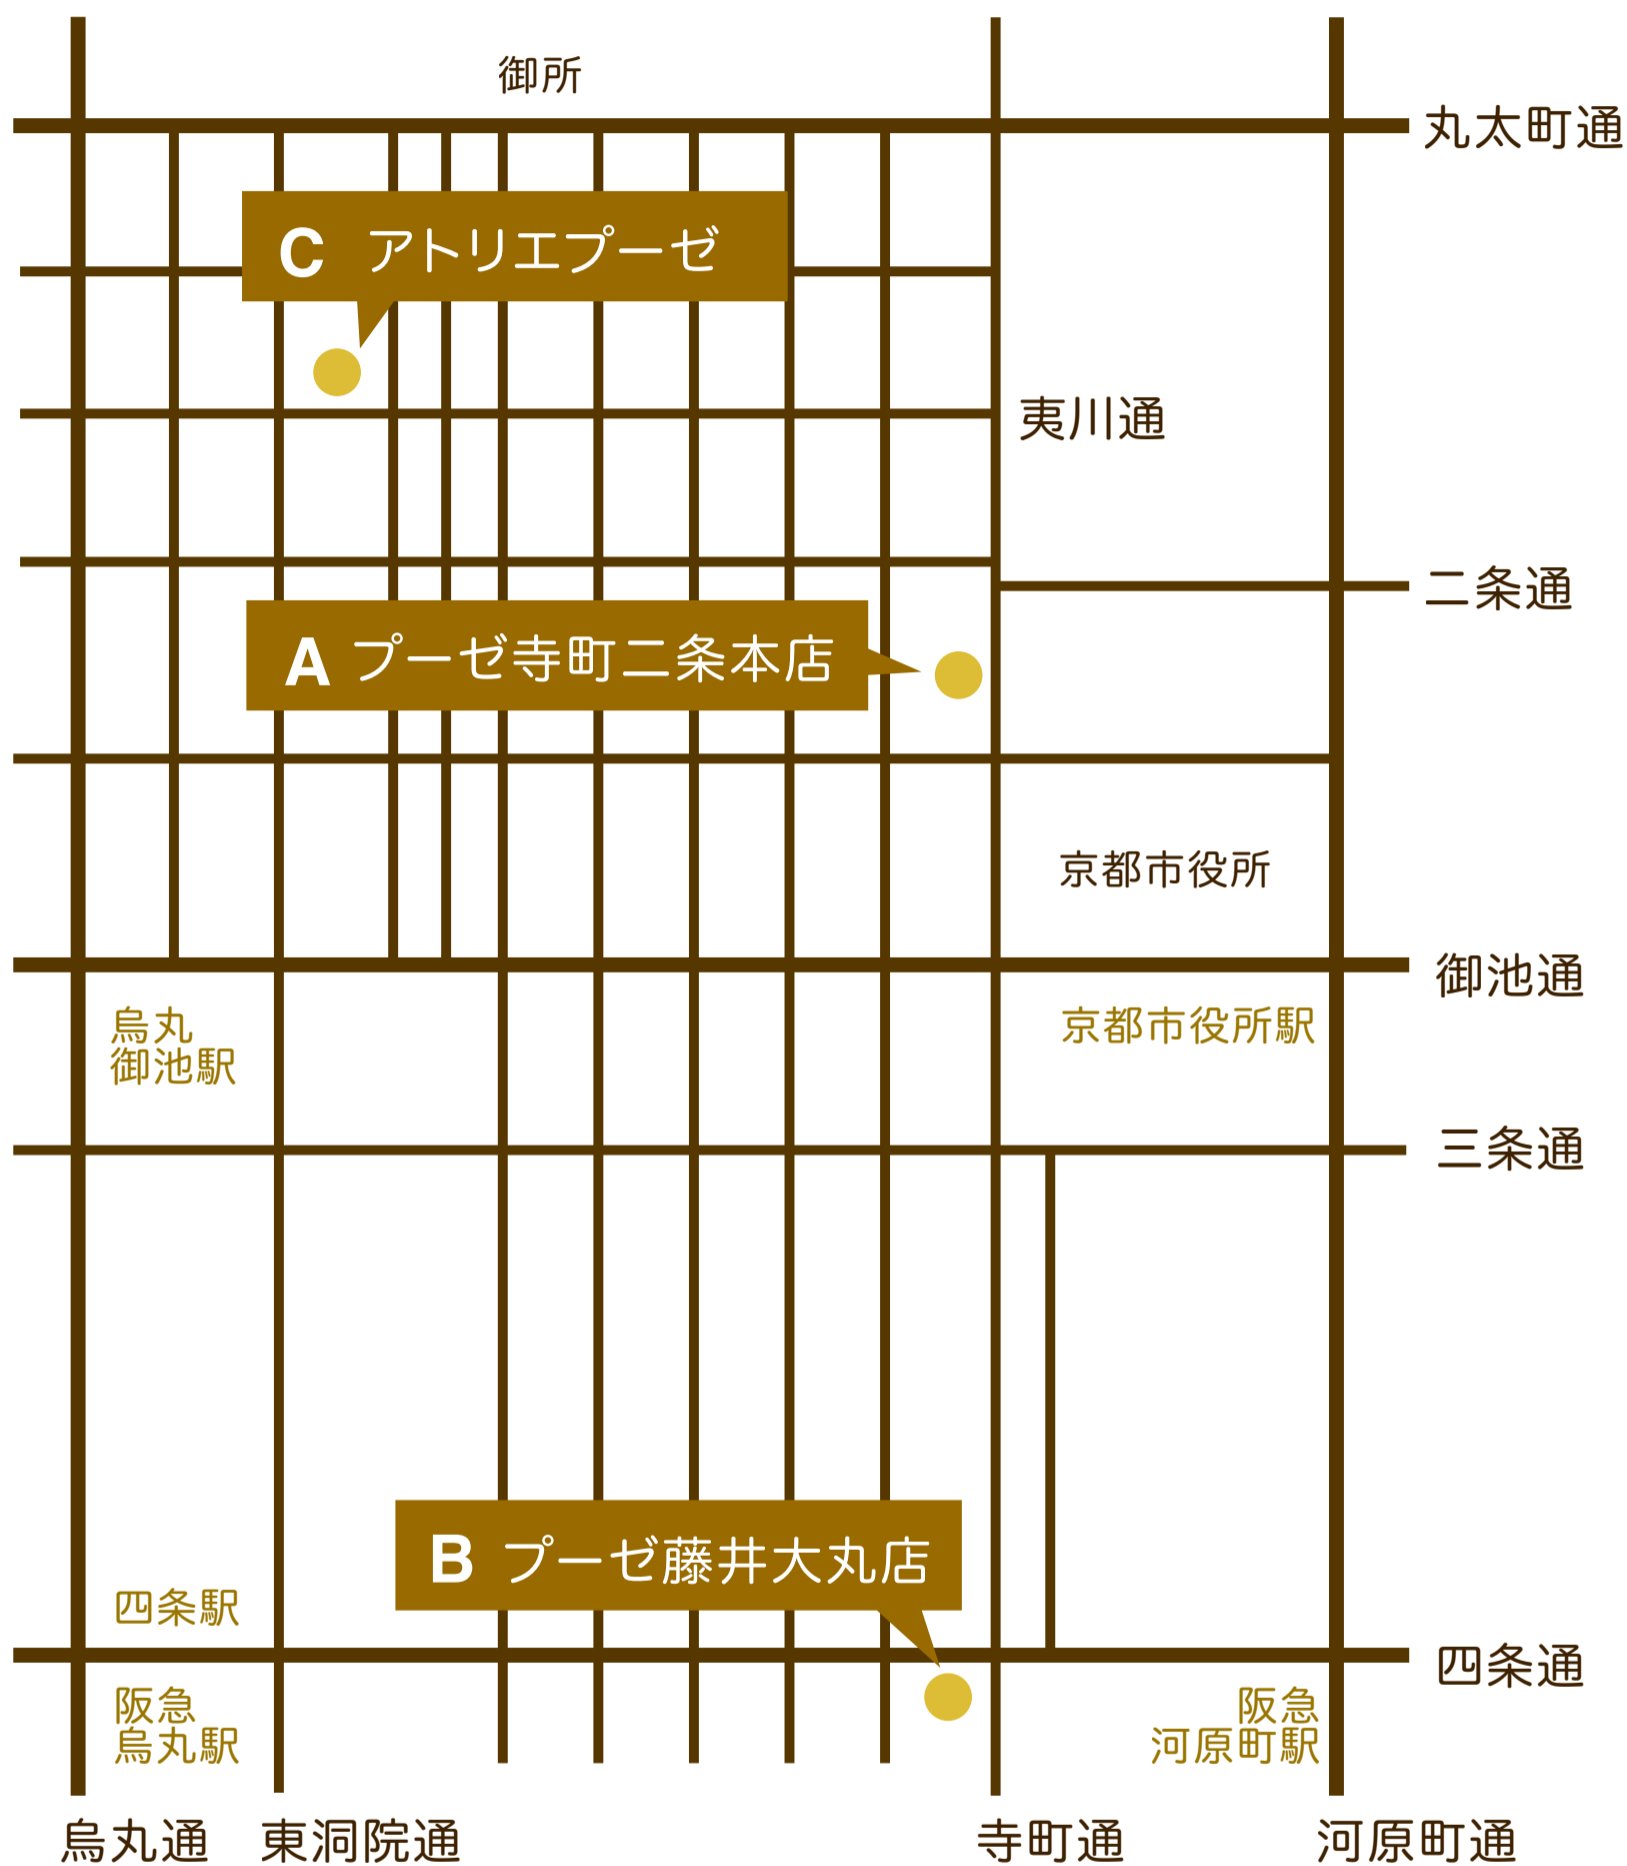 御所
丸太町通
C アトリエプーゼ
夷川通
二条通
A プーゼ寺町二条本店
京都市役所
御池通
烏丸
御池駅
京都市役所駅
三条通
B プーゼ藤井大丸店
四条駅
四条通
阪急
烏丸駅
阪急
河原町駅
烏丸通
東洞院通
寺町通
河原町通